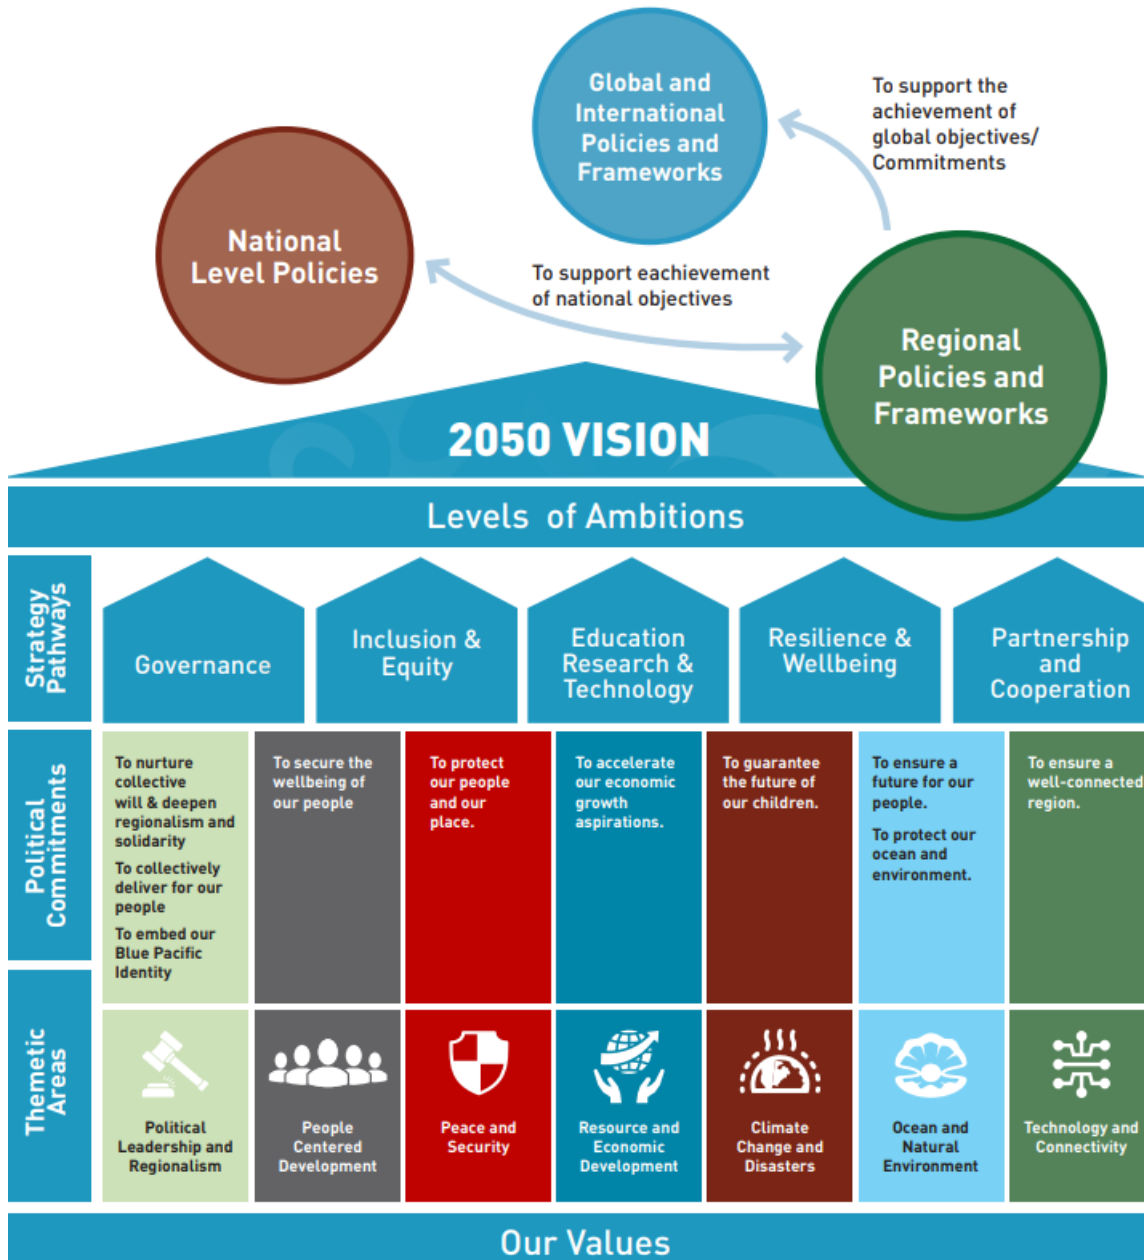 Global and
International
Policies and
Frameworks
To support the
achievement of
global objectives/
Commitments
National
Level Policies
To support eachievement
of national objectives
Regional
Policies and
Frameworks
2050 VISION
Levels of Ambitions
Strategy
Pathways
Governance
Inclusion &
Equity
Education
Research &
Technology
Resilience &
Wellbeing
Partnership
and
Cooperation
Political
Commitments
To nurture
collective
will & deepen
regionalism and
solidarity
To collectively
deliver for our
people
To embed our
Blue Pacific
Identity
To secure the
wellbeing of
our people
To protect
our people
and our
place.
To accelerate
our economic
growth
aspirations.
To guarantee
the future of
our children.
To ensure a
future for our
people.
To protect our
ocean and
environment.
To ensure a
well-connected
region.
Themetic
Areas
Political
Leadership and
Regionalism
People
Centered
Development
Peace and
Security
Resource and
Economic
Development
Climate
Change and
Disasters
Ocean and
Natural
Environment
Technology and
Connectivity
Our Values